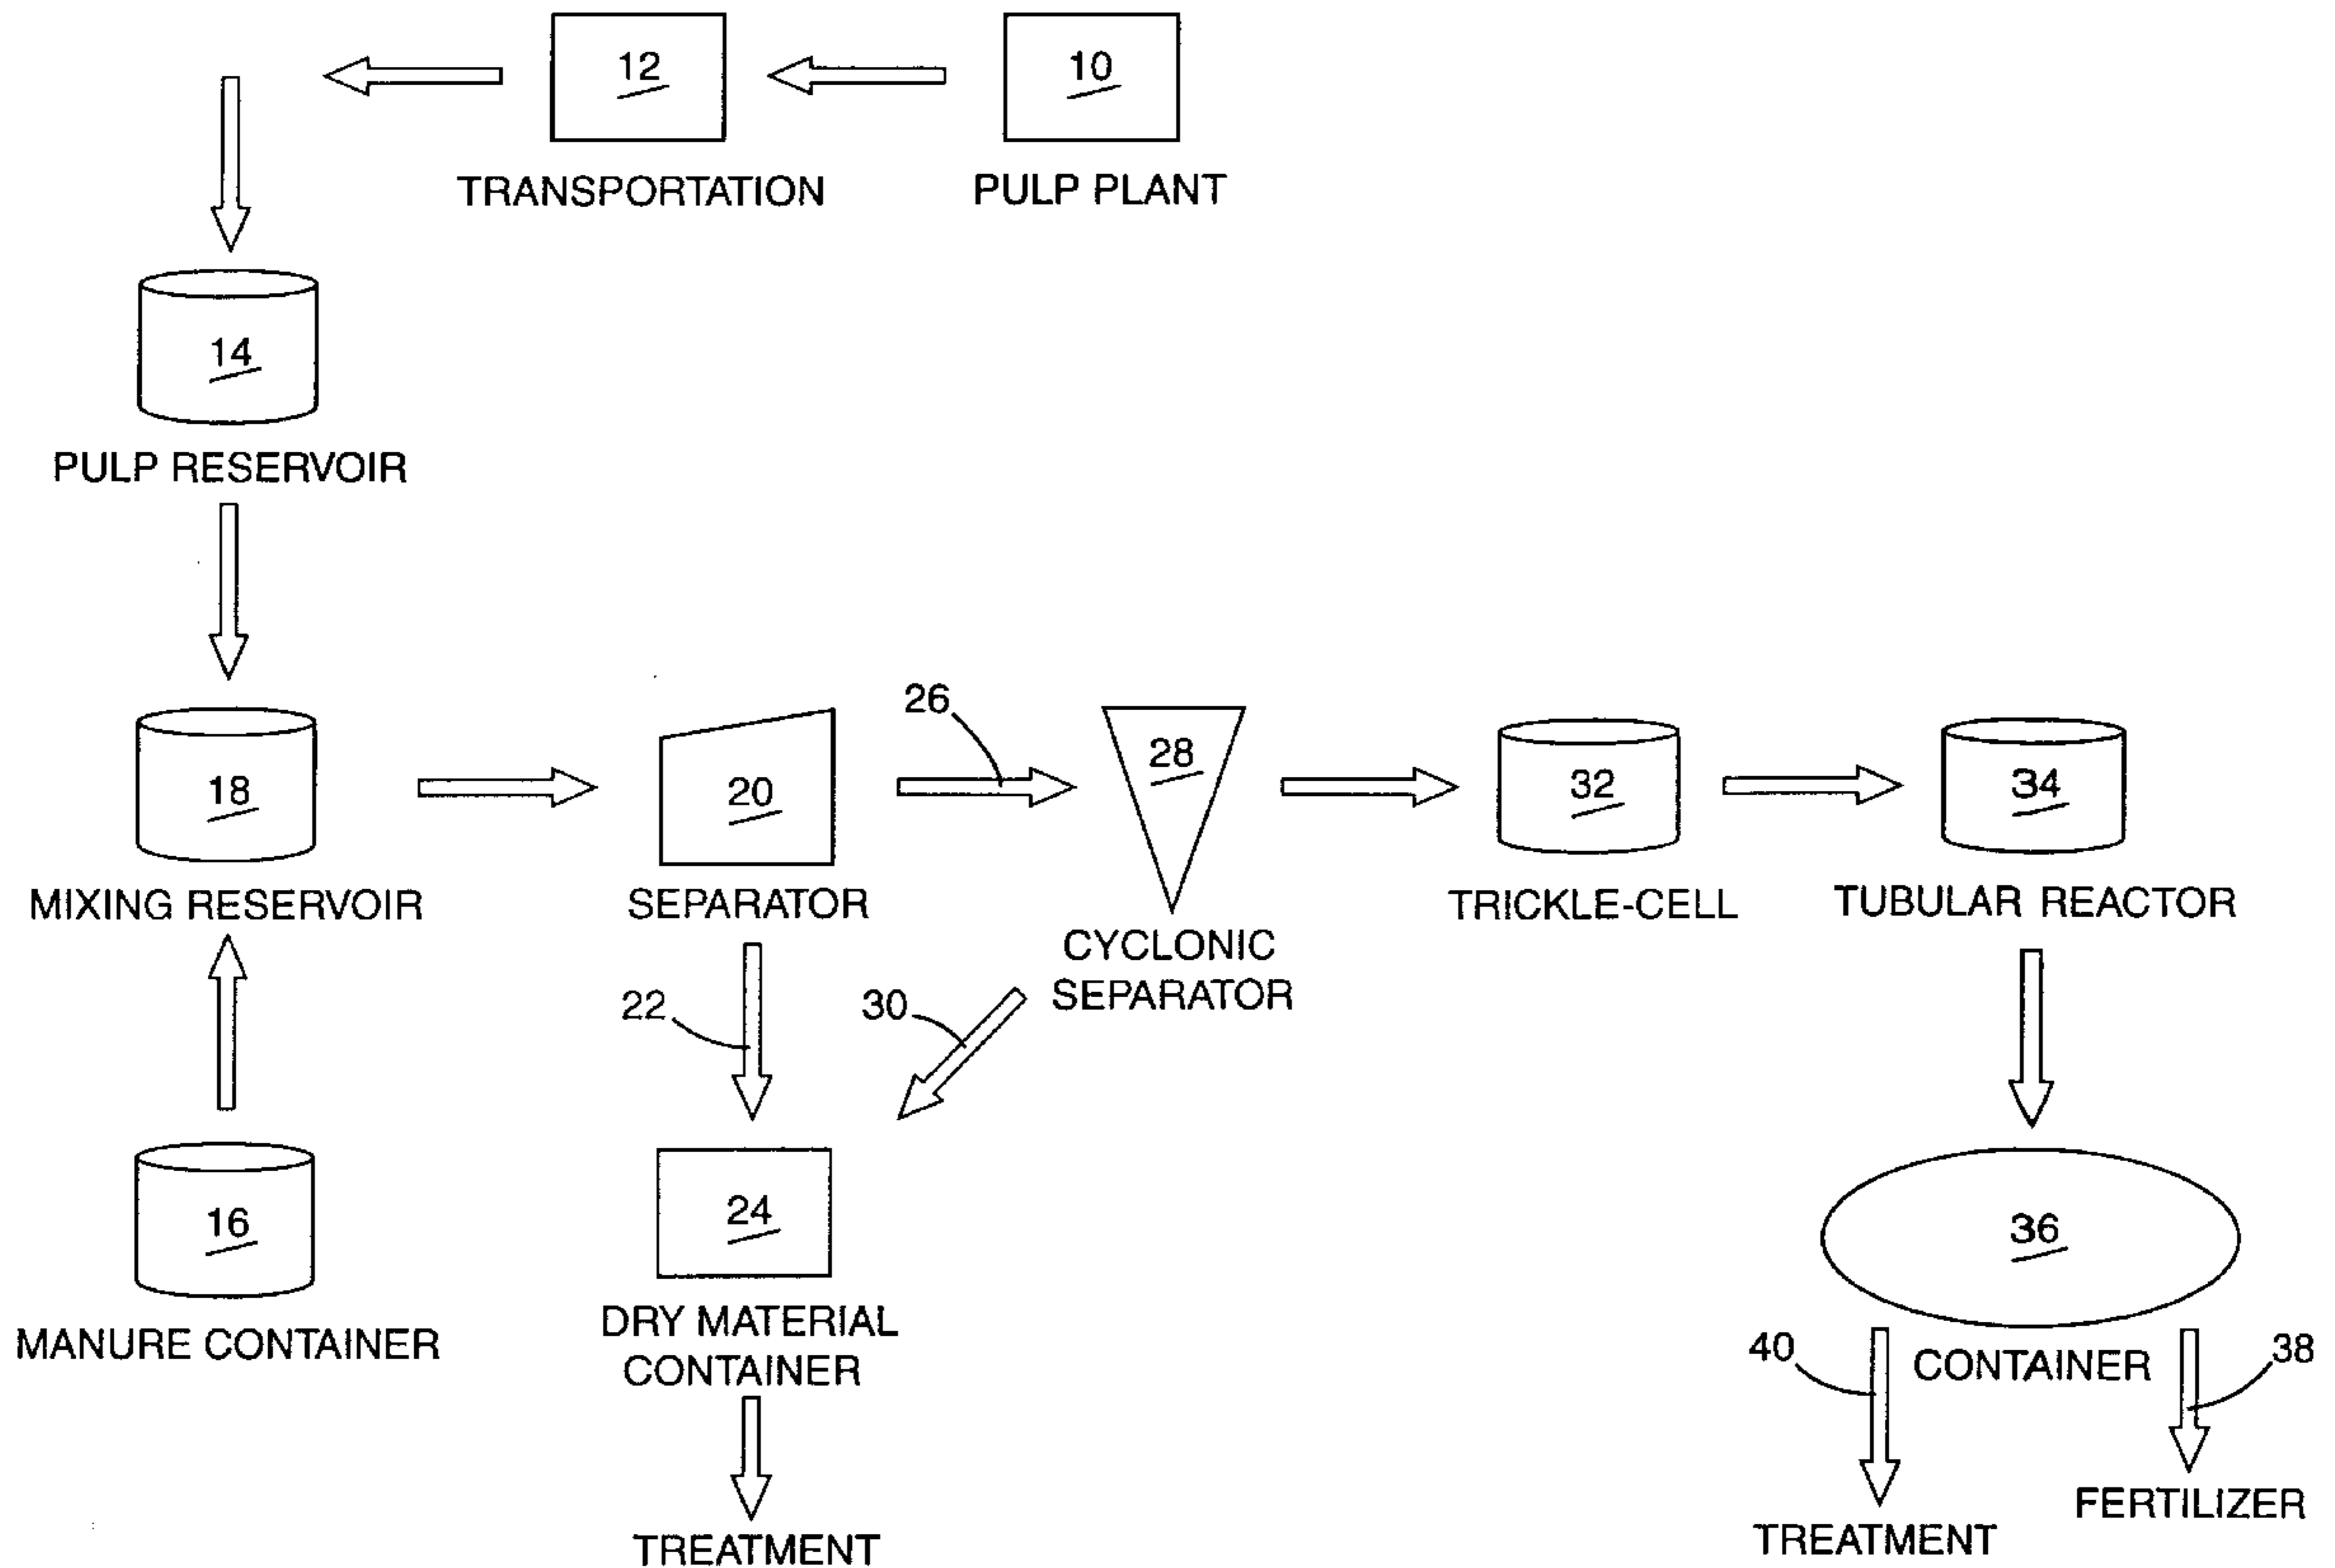 12
10
TRANSPORTATION
PULP PLANT
14
PULP RESERVOIR
26
28
18
20
32
34
MIXING RESERVOIR
SEPARATOR
TRICKLE-CELL
TUBULAR REACTOR
CYCLONIC
SEPARATOR
22
30
16
24
36
MANURE CONTAINER
DRY MATERIAL
CONTAINER
40
CONTAINER
38
FERTILIZER
TREATMENT
TREATMENT